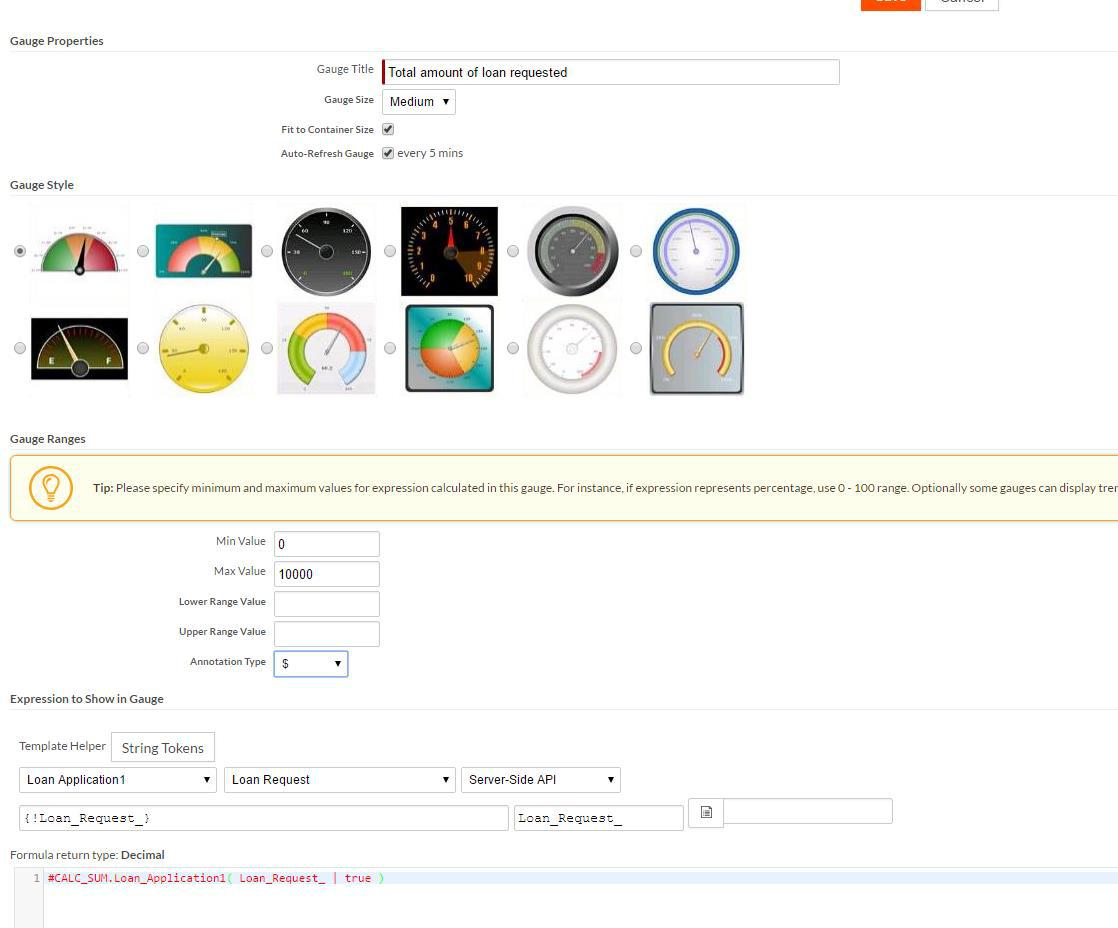 Gauge Properties
Gauge Title Total amount of loan requested
Gauge Size Medium
Fit to Container Size
Auto-Refresh Gauge every 5 mins
Gauge Style
Gauge Ranges
Tip: Please specify minimum and maximum values for expression calculated in this gauge. For instance, if expression represents percentage, use 0 - 100 range. Optionally some gauges can display
Min Value 0
Max Value 10000
Lower Range Value
Upper Range Value
Annotation Type $
Expression to Show in Gauge
Template Helper String Tokens
Loan Application1 Loan Request Server-Side API
{!Loan_Request_} Loan_Request_
Formula return type: Decimal
1 #CALC_SUM.Loan_Application1( Loan_Request_ | true )